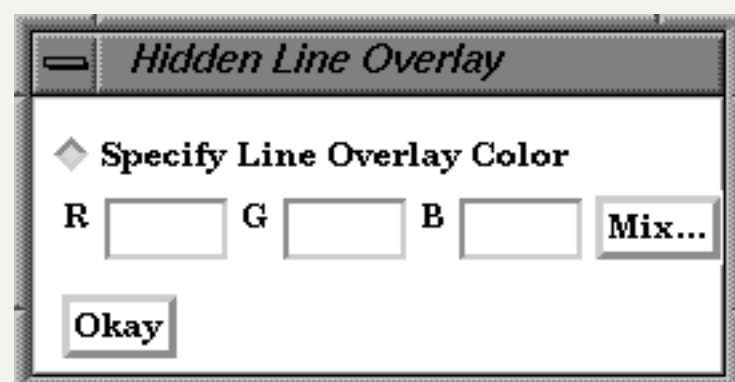 Hidden Line Overlay
Specify Line Overlay Color
R G B Mix...
Okay